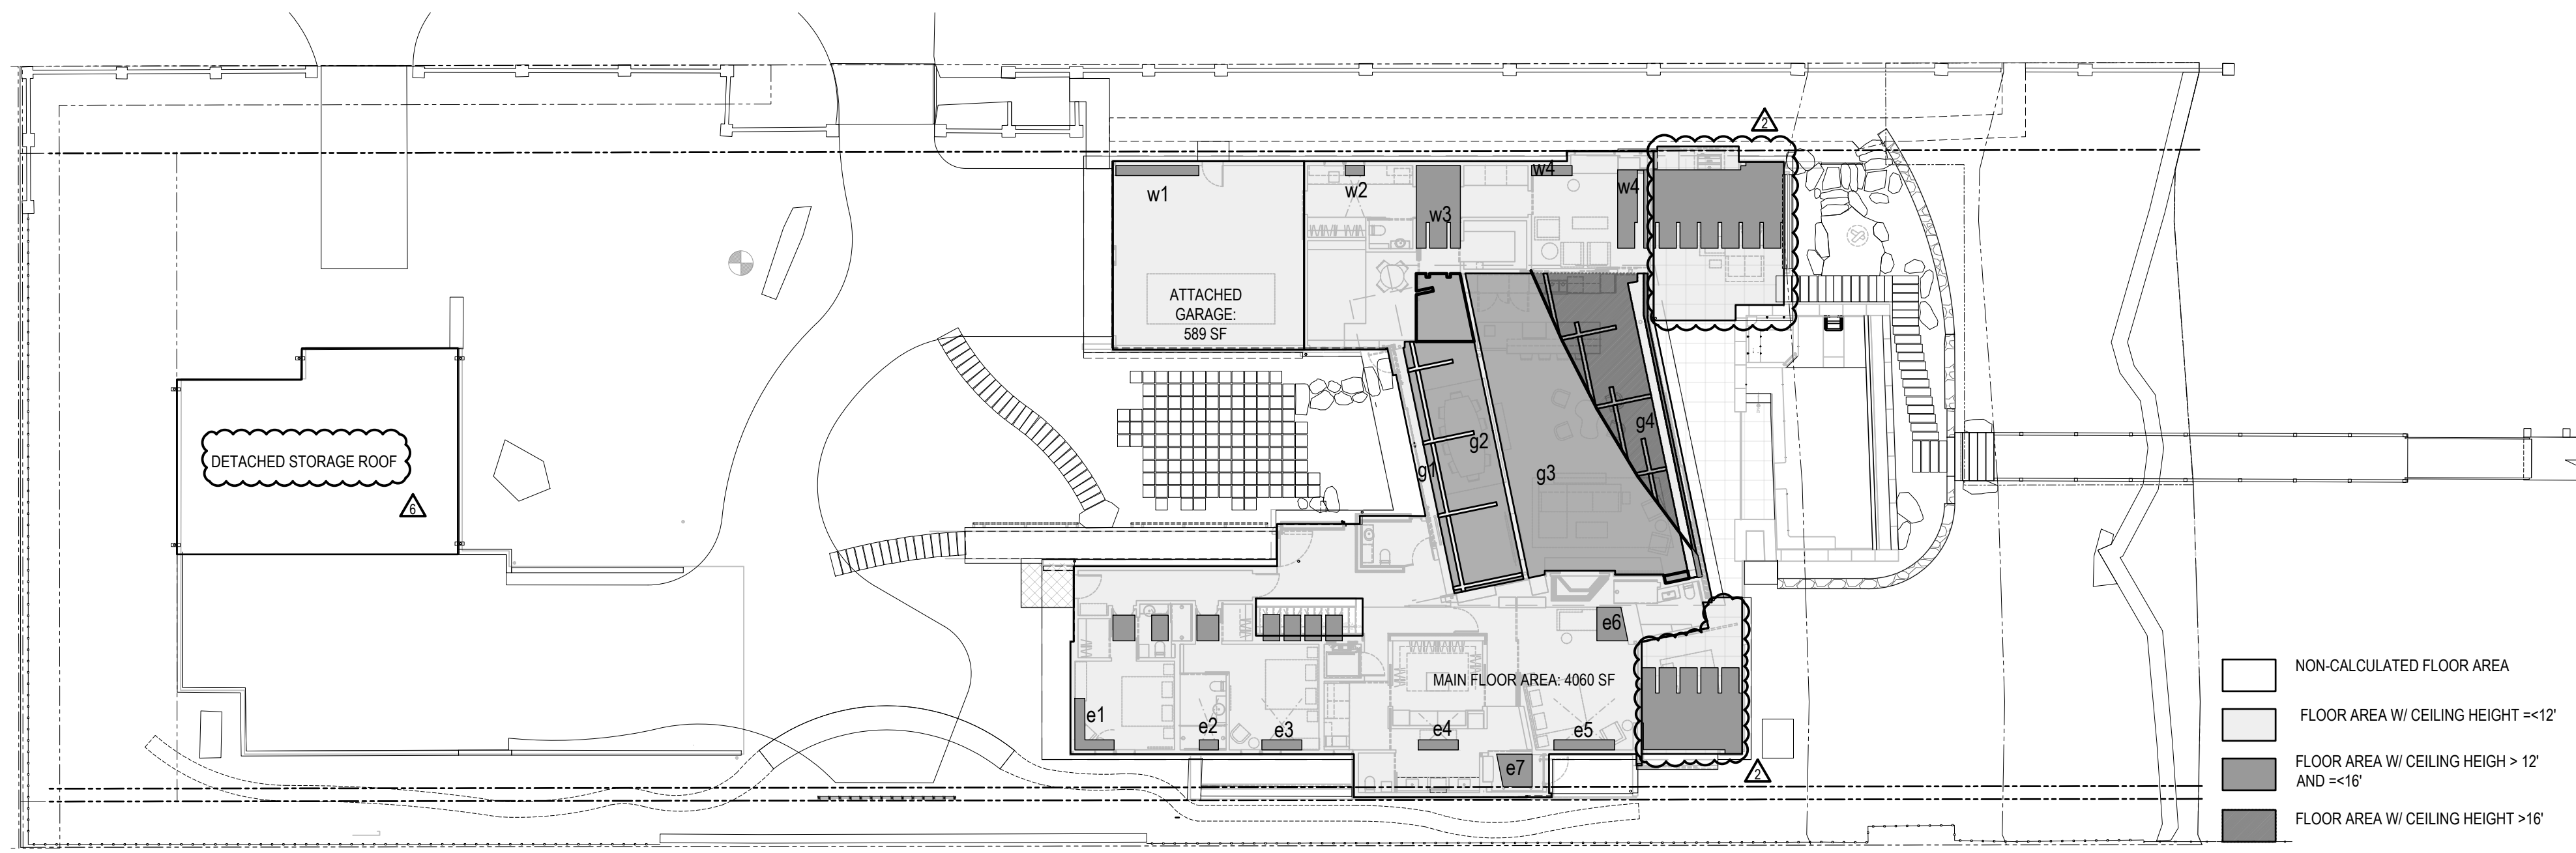 2
w1
w2
w3
w4
w4
ATTACHED
GARAGE:
589 SF
g1
g2
g3
g4
DETACHED STORAGE ROOF
6
e6
MAIN FLOOR AREA: 4060 SF
e1
e2
e3
e4
e5
e7
2
NON-CALCULATED FLOOR AREA
FLOOR AREA W/ CEILING HEIGHT =<12'
FLOOR AREA W/ CEILING HEIGH > 12'
AND =<16'
FLOOR AREA W/ CEILING HEIGHT >16'